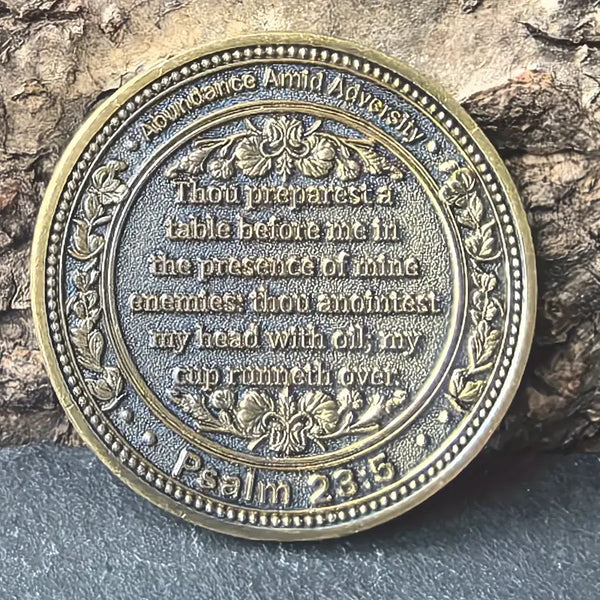 Abundance Amid Adversity
Thou preparest a
table before me in
the presence of mine
enemies: thou anointest
my head with oil; my
cup runneth over.
Psalm 23:5